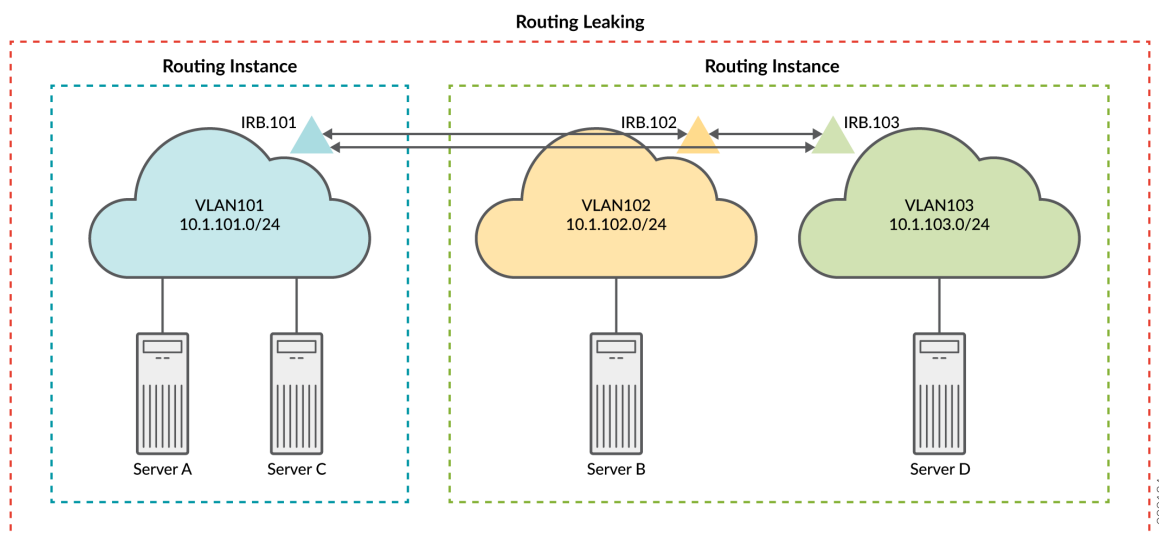 Routing Leaking
Routing Instance
Routing Instance
IRB.101
IRB.102
IRB.103
VLAN101
10.1.101.0/24
VLAN102
10.1.102.0/24
VLAN103
10.1.103.0/24
Server A
Server C
Server B
Server D